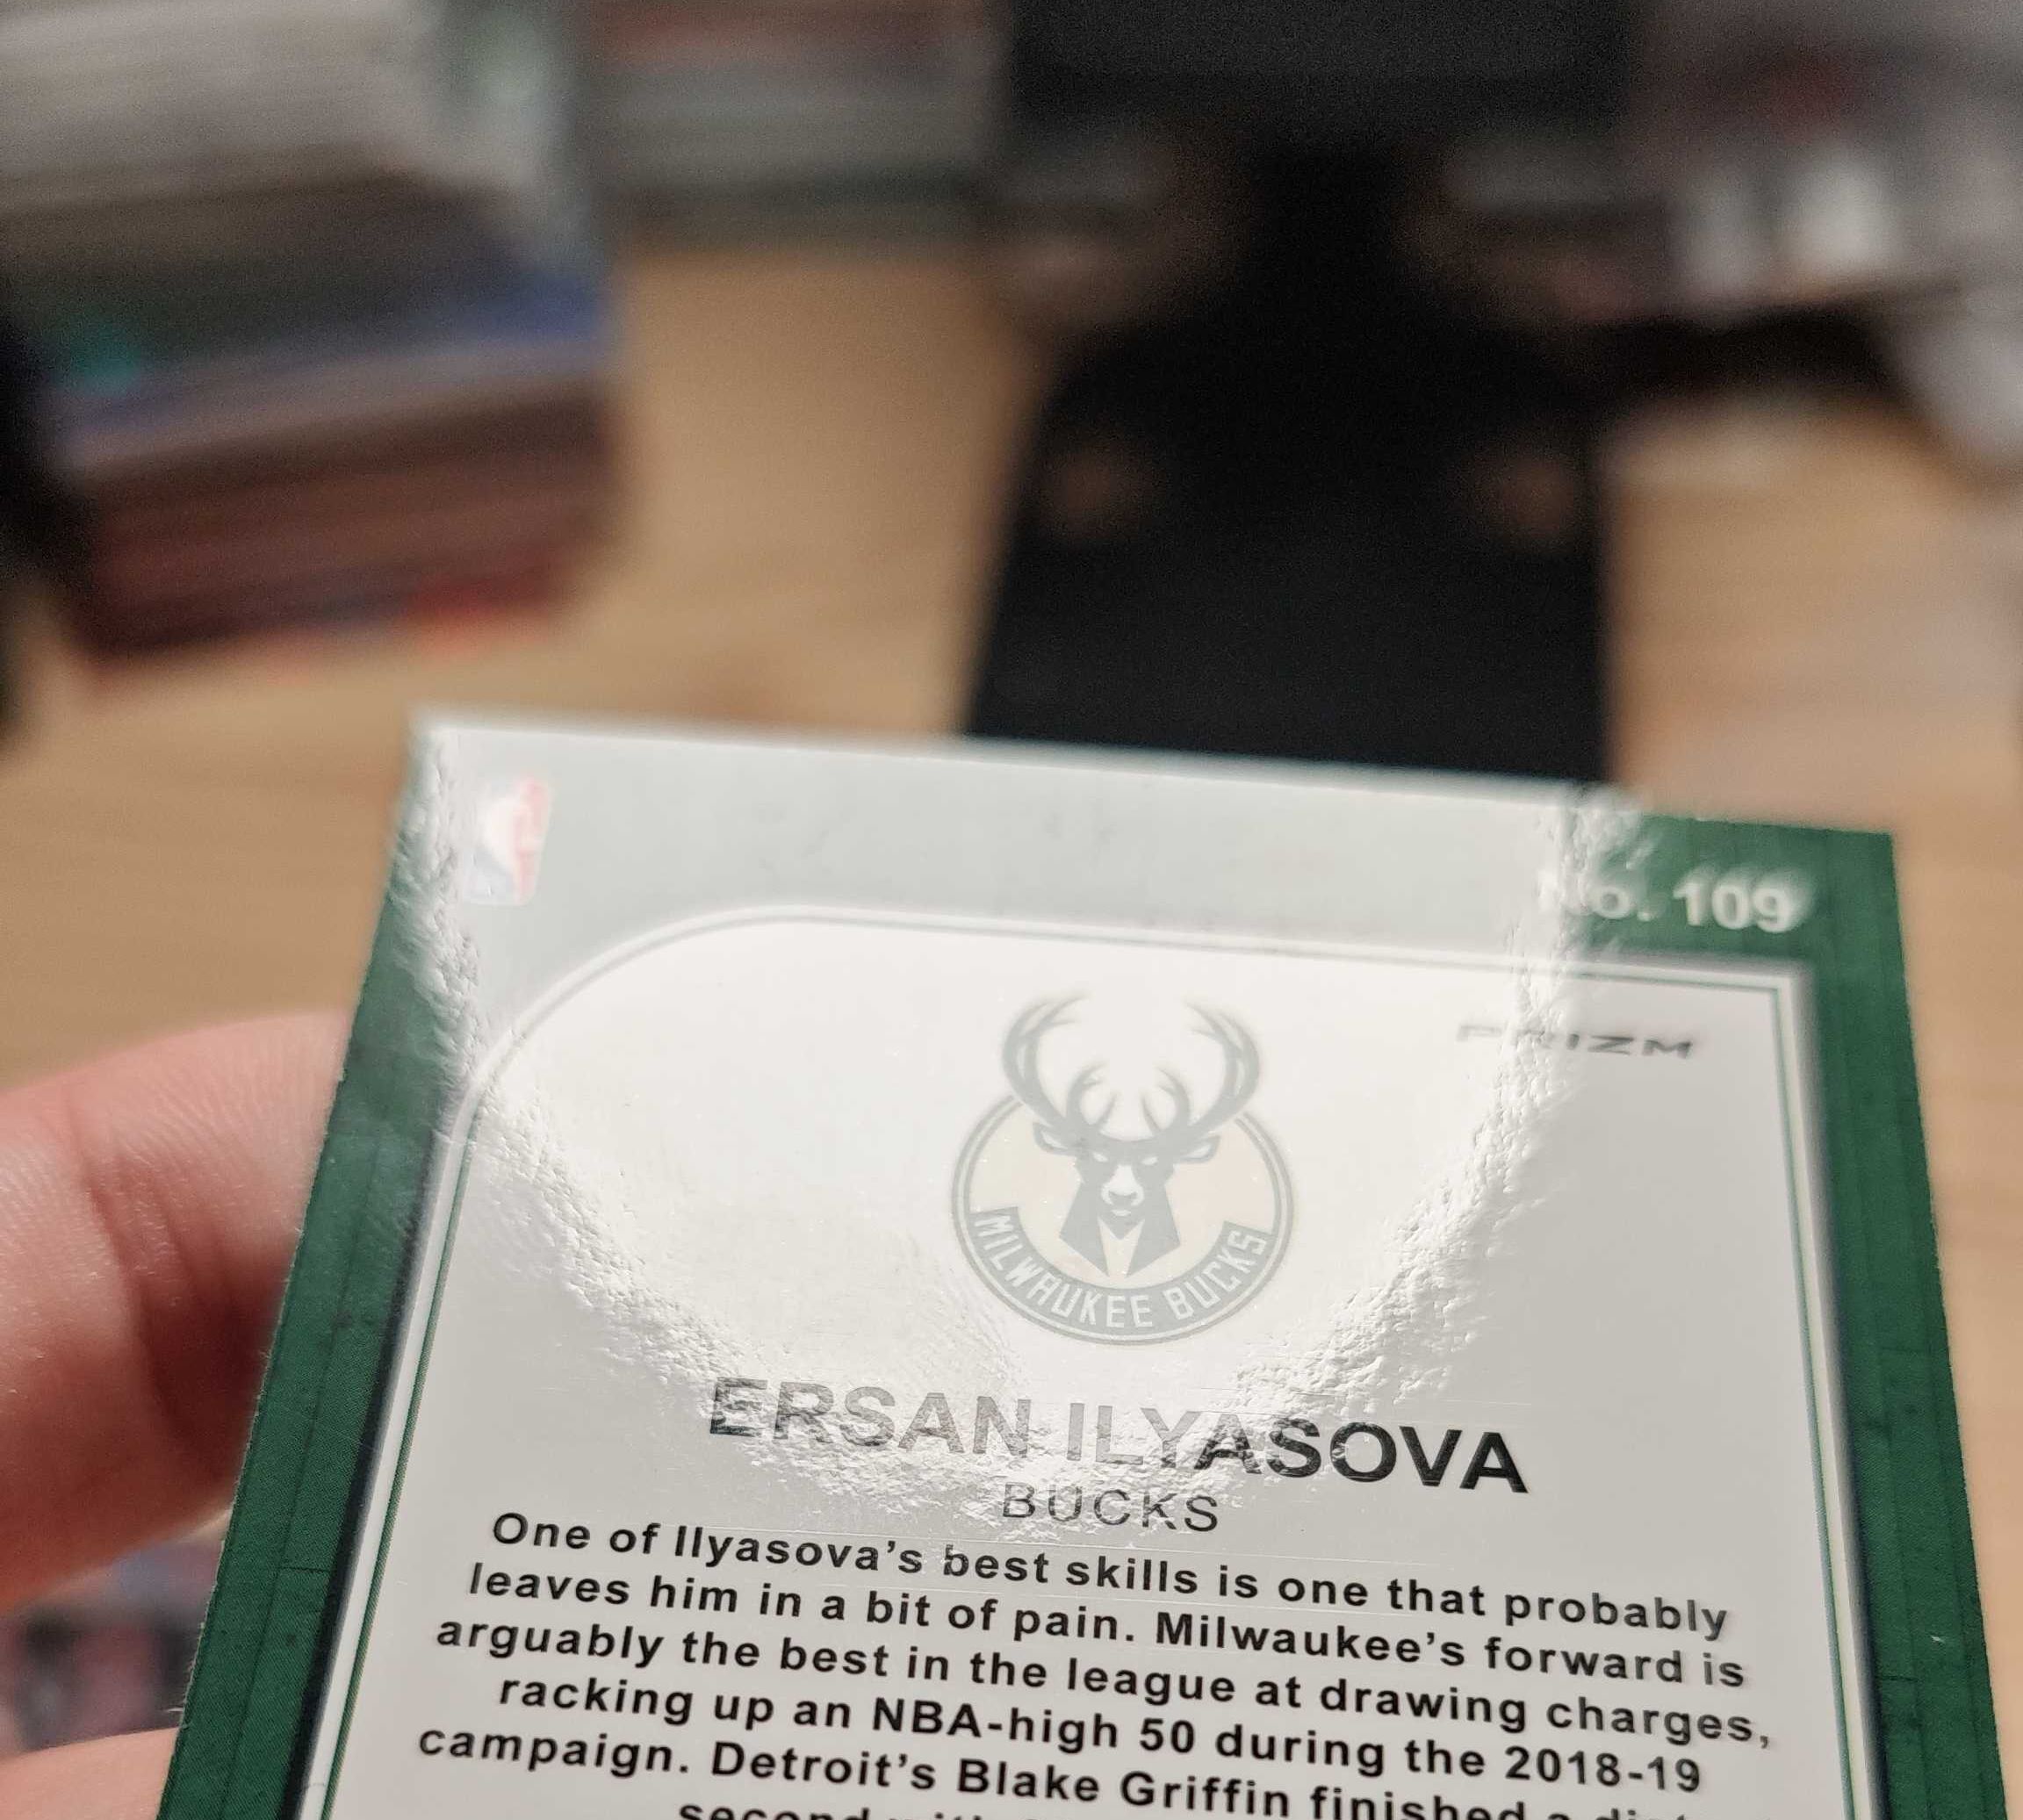 No. 109
PRIZM
MILWAUKEE BUCKS
ERSAN ILYASOVA
BUCKS
One of Ilyasova's best skills is one that probably
leaves him in a bit of pain. Milwaukee's forward is
arguably the best in the league at drawing charges,
racking up an NBA-high 50 during the 2018-19
campaign. Detroit's Blake Griffin finished a
second